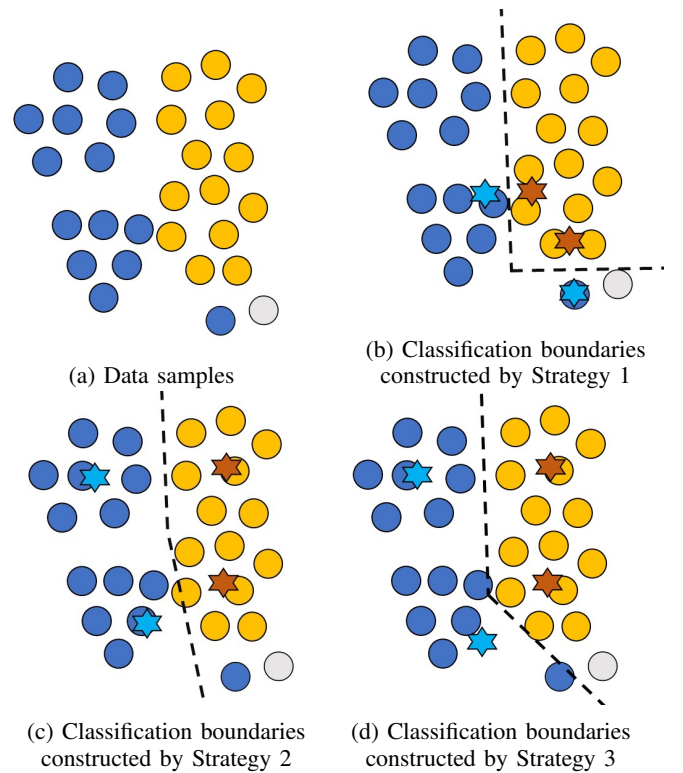 (a) Data samples
(b) Classification boundaries
constructed by Strategy 1
(c) Classification boundaries
constructed by Strategy 2
(d) Classification boundaries
constructed by Strategy 3